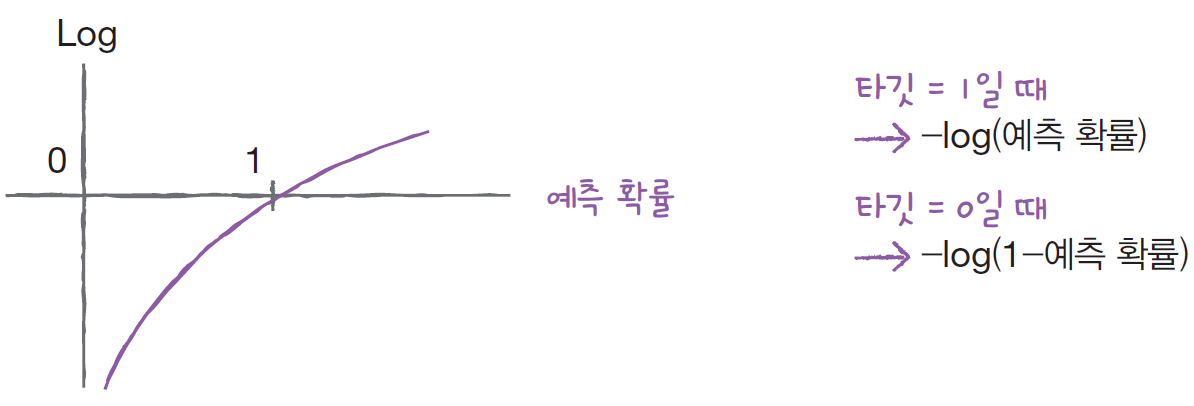 Log
0
1
예측 확률
타깃 = 1일 때
→ –log(예측 확률)
타깃 = 0일 때
→ –log(1–예측 확률)